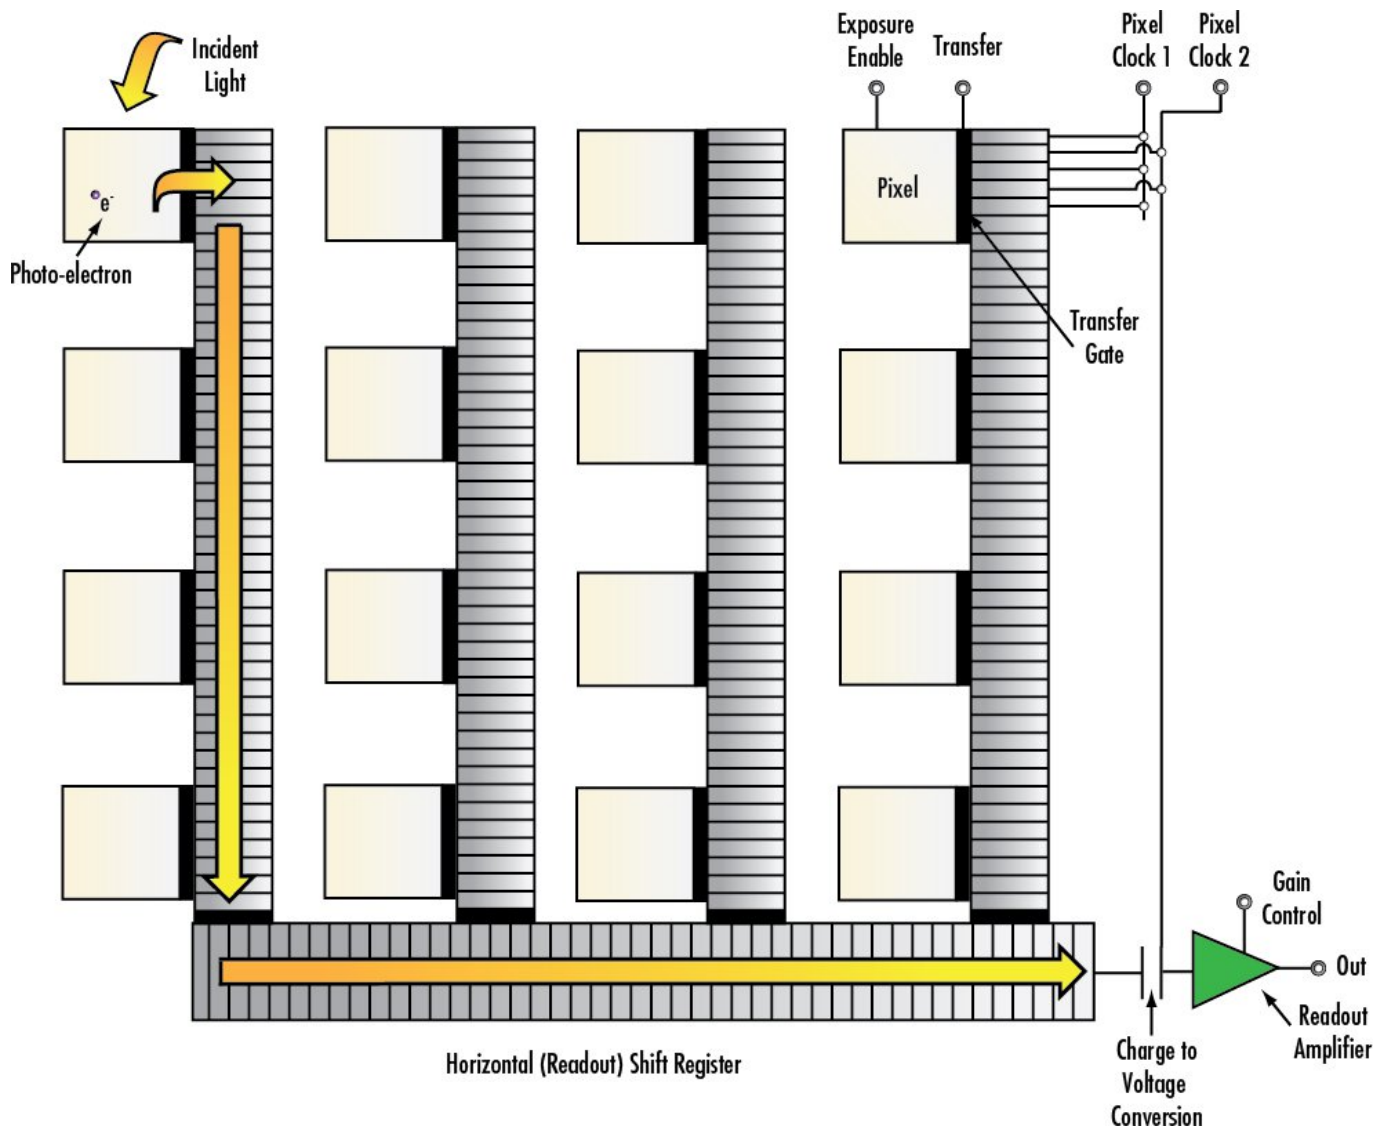 Incident
Light
Exposure
Enable
Transfer
Pixel
Clock 1
Pixel
Clock 2
e-
Pixel
Photo-electron
Transfer
Gate
Gain
Control
Out
Readout
Amplifier
Charge to
Voltage
Conversion
Horizontal (Readout) Shift Register